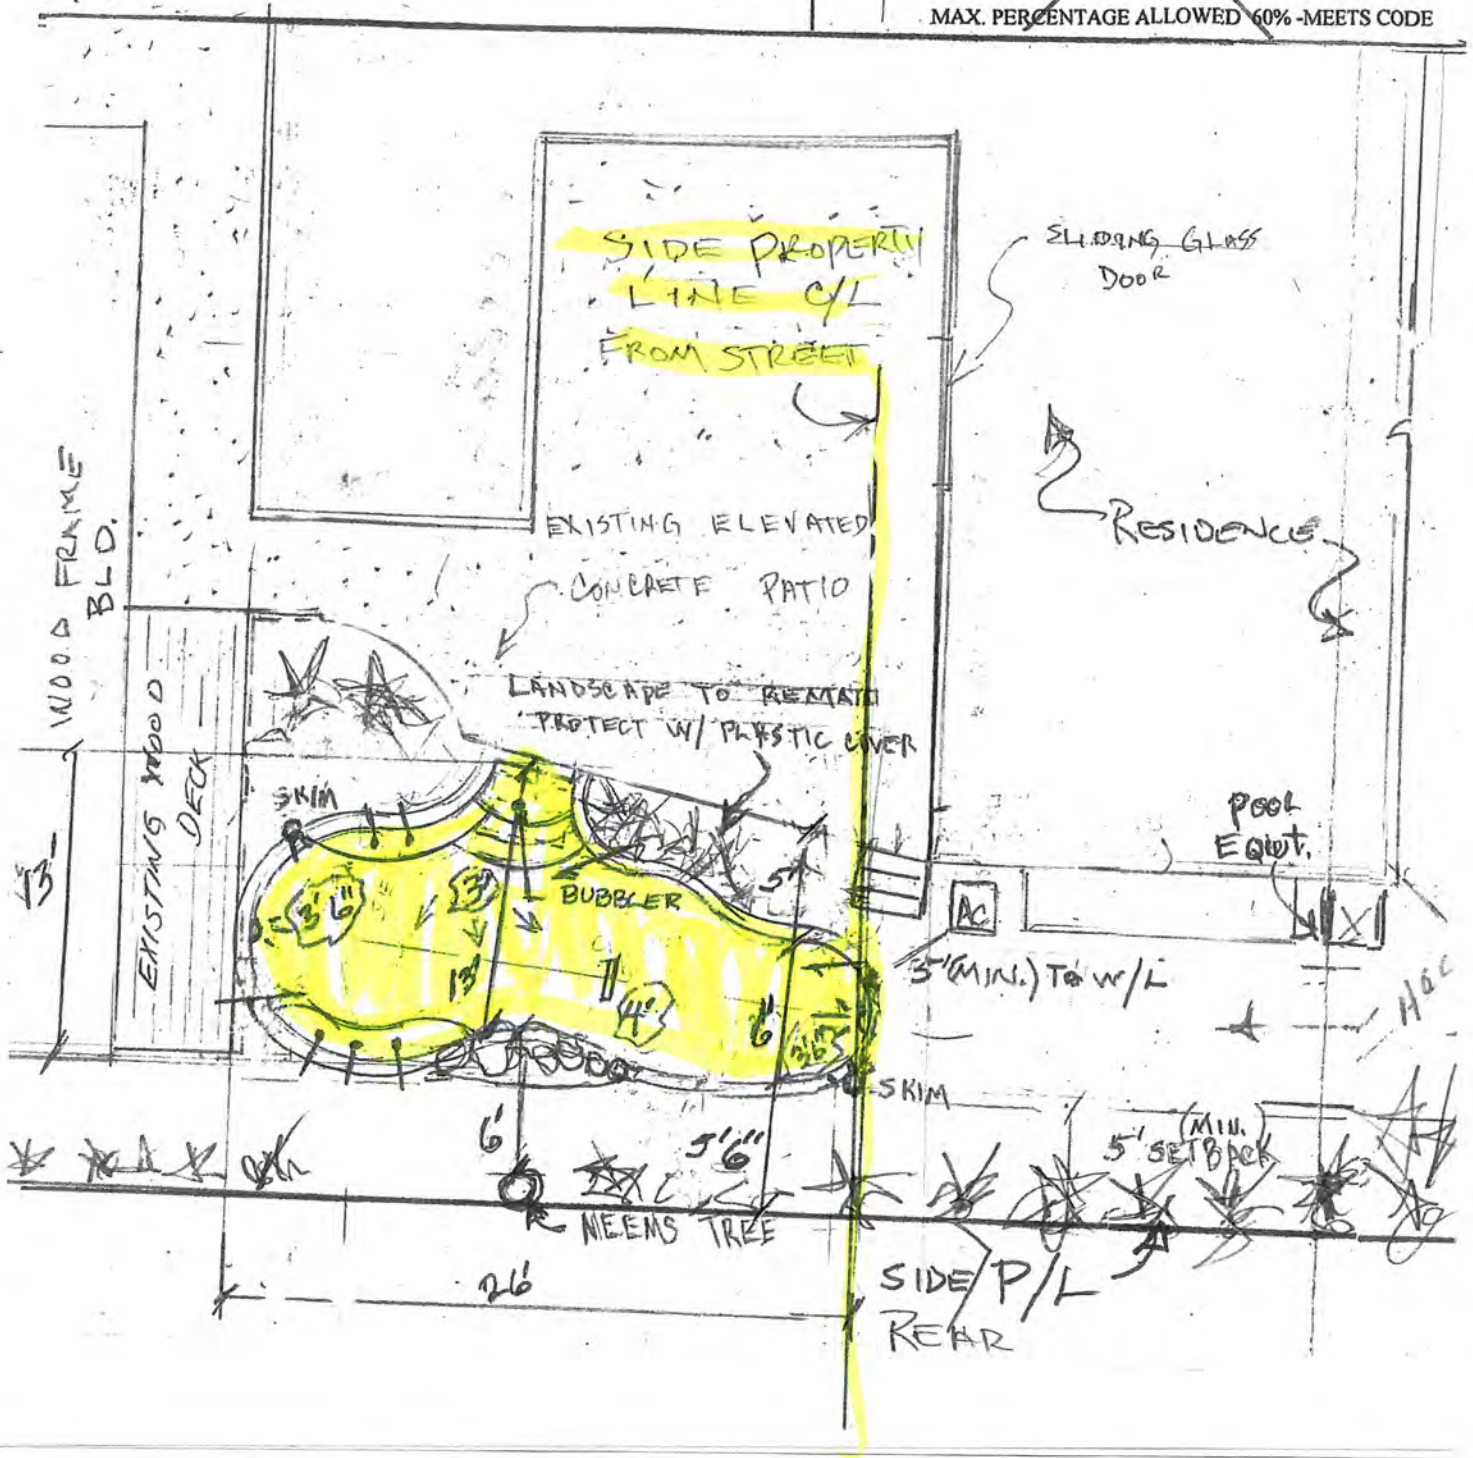 MAX. PERCENTAGE ALLOWED 60% -MEETS CODE
SIDE PROPERTY
LINE C/L
FROM STREET
SLIDING GLASS
DOOR
RESIDENCE
WOOD FRAME
BLD.
EXISTING ELEVATED
CONCRETE PATIO
LANDSCAPE TO REMAIN
PROTECT W/ PLASTIC COVER
EXISTING WOOD
DECK
SKIM
POOL
EQUIT.
13'
3'6"
3'
BUBBLER
5'
AC
5' (MIN.) TO W/L
13'
4'
6'
3'6"
SKIM
6'
5'6"
(MIN.)
5' SETBACK
NEEMS TREE
26'
SIDE/P/L
REAR